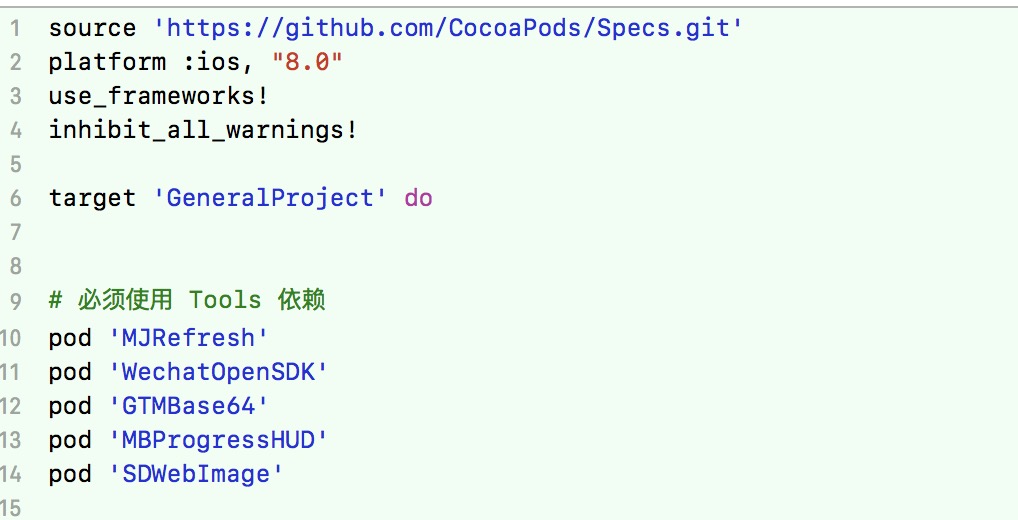 1 source 'https://github.com/CocoaPods/Specs.git'
2 platform :ios, "8.0"
3 use_frameworks!
4 inhibit_all_warnings!
5
6 target 'GeneralProject' do
7
8
9 # 必须使用 Tools 依赖
10 pod 'MJRefresh'
11 pod 'WechatOpenSDK'
12 pod 'GTMBase64'
13 pod 'MBProgressHUD'
14 pod 'SDWebImage'
15